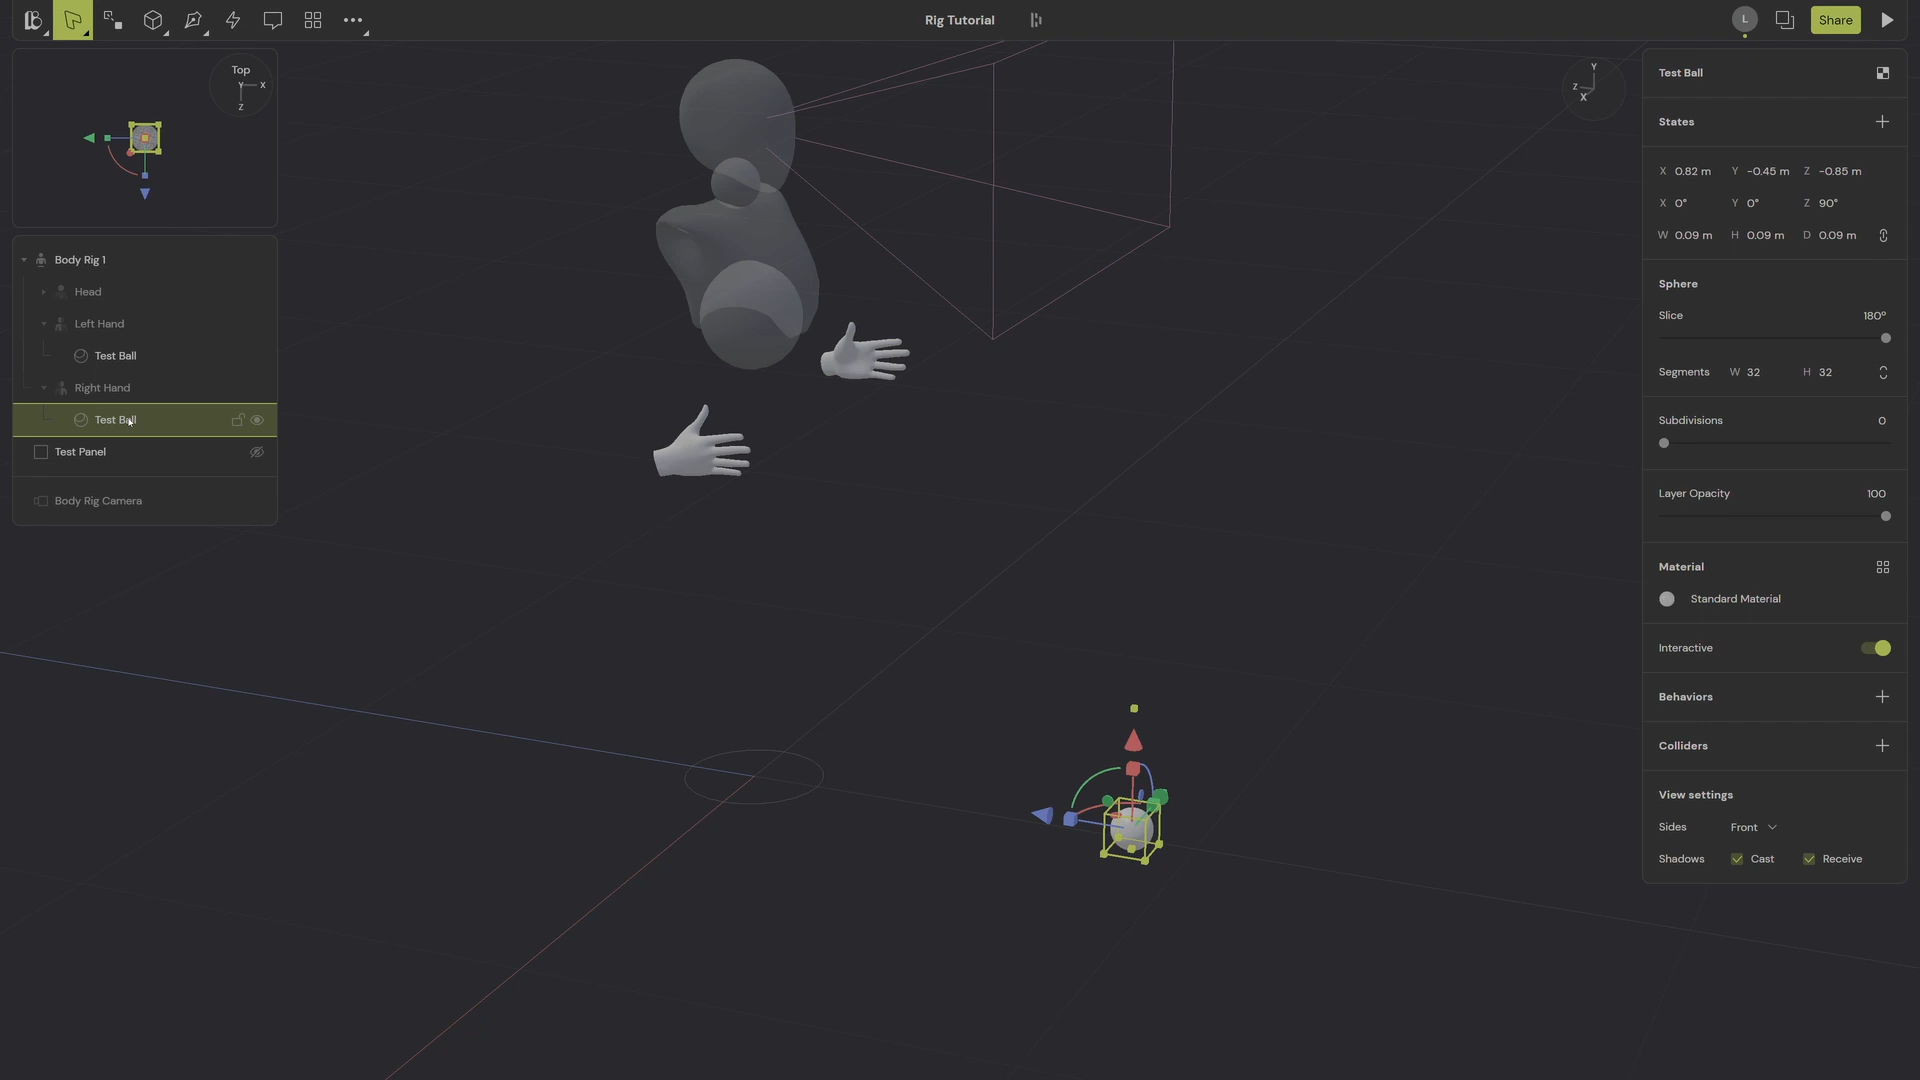 Rig Tutorial
L
Share
Top
Y X
Z
Y
Z
X
Body Rig 1
Head
Left Hand
Test Ball
Right Hand
Test Ball
Test Panel
Body Rig Camera
Test Ball
States
X 0.82 m Y -0.45 m Z -0.85 m
X 0° Y 0° Z 90°
W 0.09 m H 0.09 m D 0.09 m
Sphere
Slice 180°
Segments W 32 H 32
Subdivisions 0
Layer Opacity 100
Material
Standard Material
Interactive
Behaviors
Colliders
View settings
Sides Front
Shadows Cast Receive